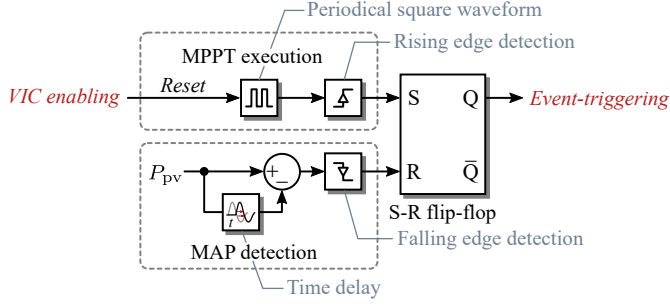 Periodical square waveform
MPPT execution
Rising edge detection
VIC enabling
Reset
S
Q
Event-triggering
P_pv
+
−
R
Q̄
t
S-R flip-flop
MAP detection
Falling edge detection
Time delay